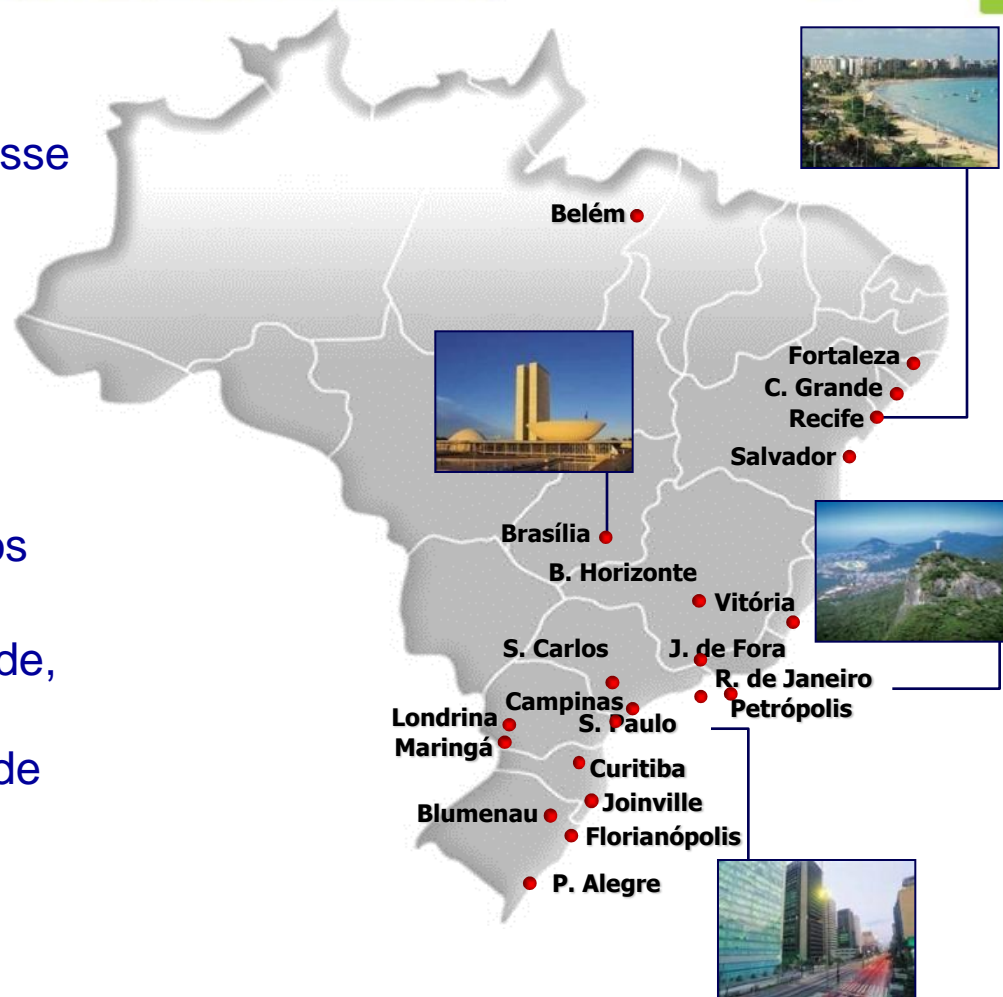 sse
Belém
Fortaleza
C. Grande
Recife
Salvador
os
Brasília
B. Horizonte
Vitória
de,
S. Carlos
J. de Fora
R. de Janeiro
Campinas
Petrópolis
Londrina
S. Paulo
Maringá
de
Curitiba
Joinville
Blumenau
Florianópolis
P. Alegre